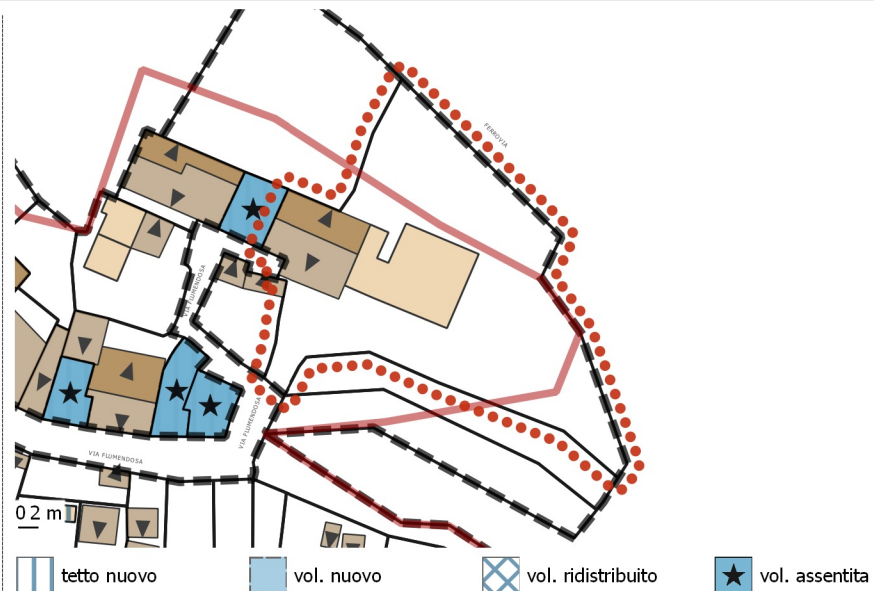 FERROVIA
VIA FLUMENDOSA
VIA FLUMENDOSA
VIA FLUMENDOSA
0 2 m
tetto nuovo
vol. nuovo
vol. ridistribuito
vol. assentita